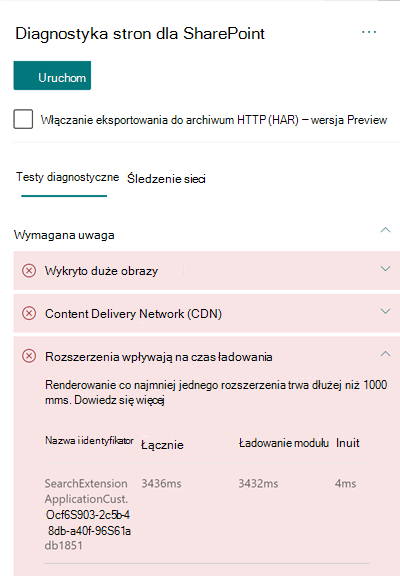 Diagnostyka stron dla SharePoint
Uruchom
Włączanie eksportowania do archiwum HTTP (HAR) – wersja Preview
Testy diagnostyczne Śledzenie sieci
Wymagana uwaga
Wykryto duże obrazy
Content Delivery Network (CDN)
Rozszerzenia wpływają na czas ładowania
Renderowanie co najmniej jednego rozszerzenia trwa dłużej niż 1000
mms. Dowiedz się więcej
Nazwa i identyfikator Łącznie Ładowanie modułu Inuit
SearchExtension 3436ms 3432ms 4ms
ApplicationCust.
Ocf6S903-2c5b-4
8db-a40f-96S61a
db1851